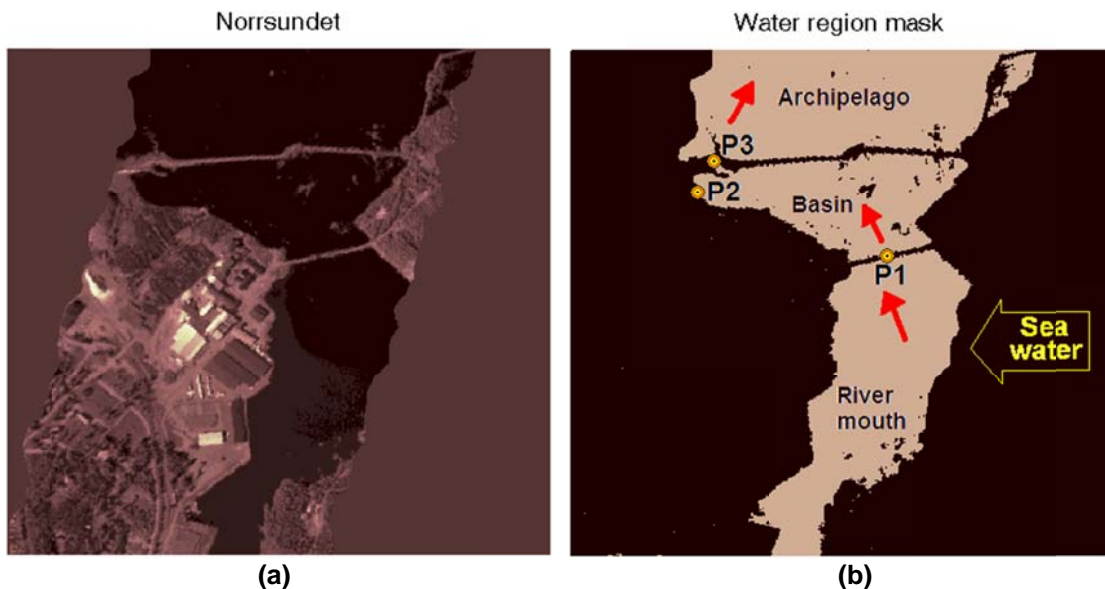 Norrsundet
Water region mask
Archipelago
P3
P2
Basin
P1
Sea
water
River
mouth
(a)
(b)